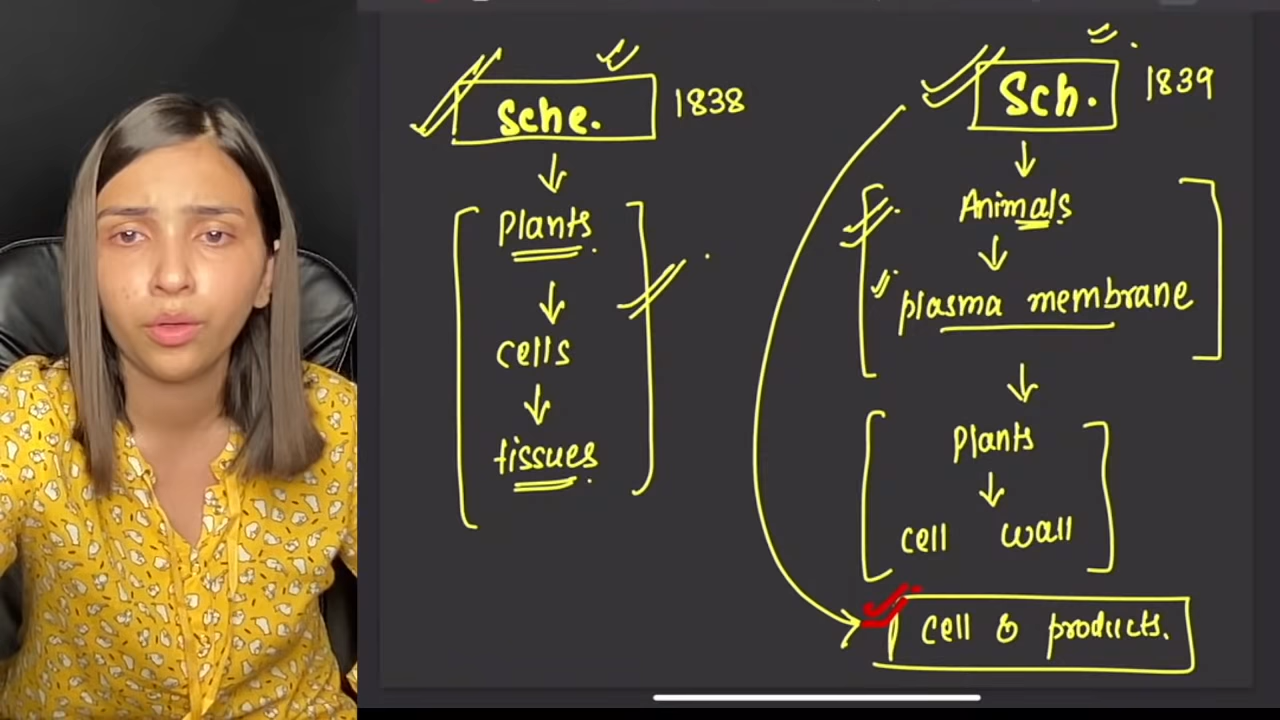 Sche. 1838
Plants
cells
tissues
Sch. 1839
Animals
plasma membrane
Plants
cell wall
cell & products.